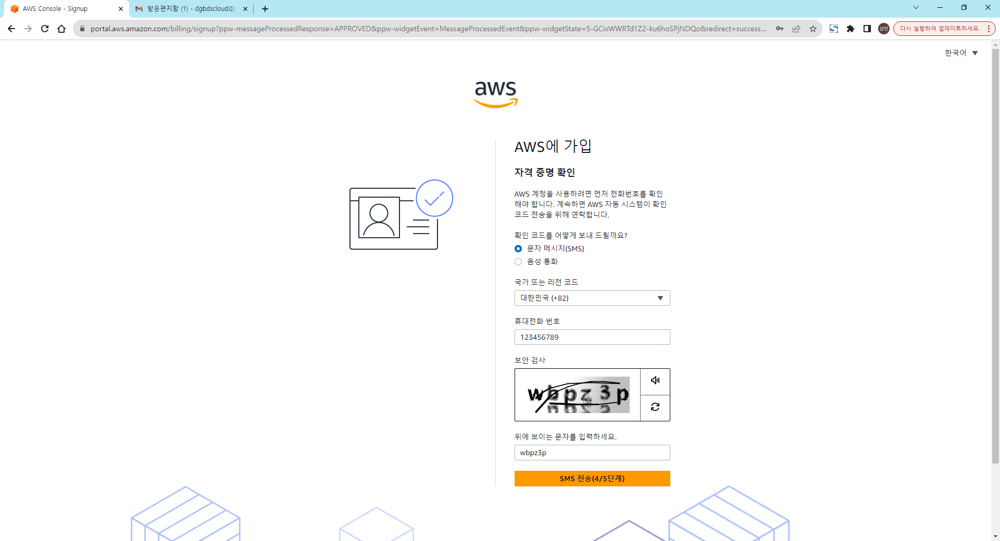 AWS Console - Signup
받은편지함 (1) - dgbdscloud@
portal.aws.amazon.com/billing/signup?ppw-messageProcessedResponse=APPROVED&ppw-widgetEvent=MessageProcessedEvent&ppw-widgetState=5-GCixWWRTd1Z2-ku6hoSPjNDQo&redirect=success...
상민
다시 실행하여 업데이트하세요.
한국어
aws
AWS에 가입
자격 증명 확인
AWS 계정을 사용하려면 먼저 전화번호를 확인
해야 합니다. 계속하면 AWS 자동 시스템이 확인
코드 전송을 위해 연락합니다.
확인 코드를 어떻게 보내 드릴까요?
문자 메시지(SMS)
음성 통화
국가 또는 리전 코드
대한민국 (+82)
휴대전화 번호
123456789
보안 검사
wbpz3p
위에 보이는 문자를 입력하세요.
wbpz3p
SMS 전송(4/5단계)